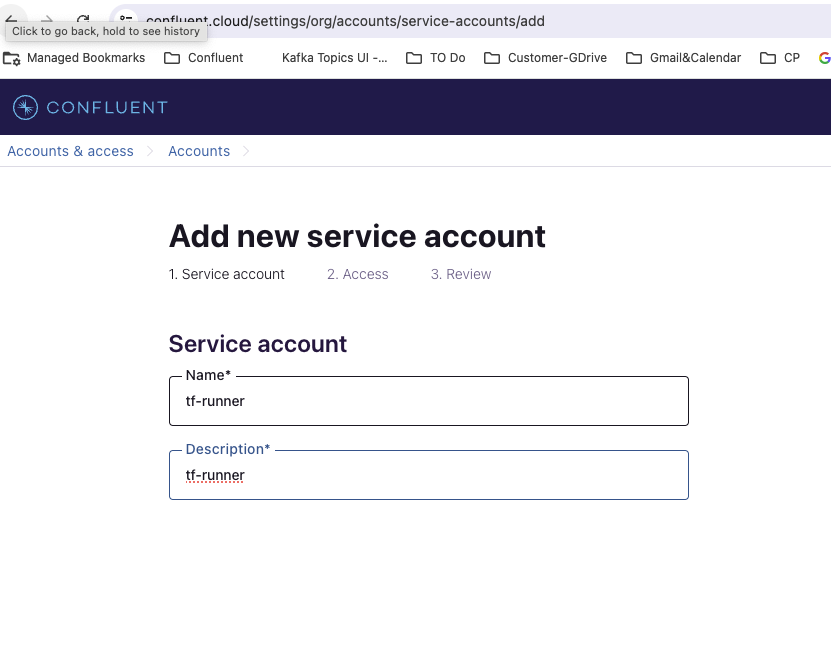 confluent.cloud/settings/org/accounts/service-accounts/add
Click to go back, hold to see history
Managed Bookmarks Confluent Kafka Topics UI -... TO Do Customer-GDrive Gmail&Calendar CP
CONFLUENT
Accounts & access Accounts
Add new service account
1. Service account 2. Access 3. Review
Service account
Name*
tf-runner
Description*
tf-runner